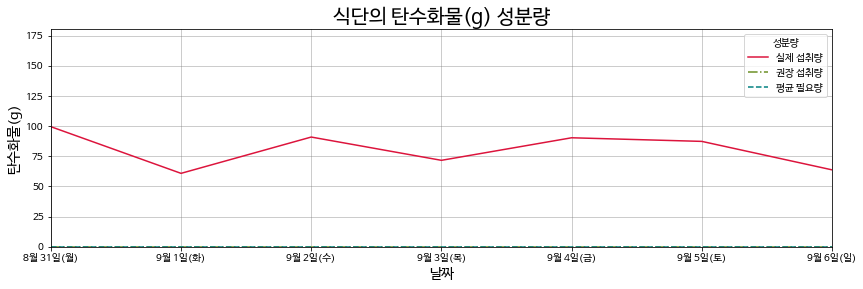 식단의 탄수화물(g) 성분량
탄수화물(g)
175
150
125
100
75
50
25
0
성분량
실제 섭취량
권장 섭취량
평균 필요량
8월 31일(월) 9월 1일(화) 9월 2일(수) 9월 3일(목) 9월 4일(금) 9월 5일(토) 9월 6일(일)
날짜